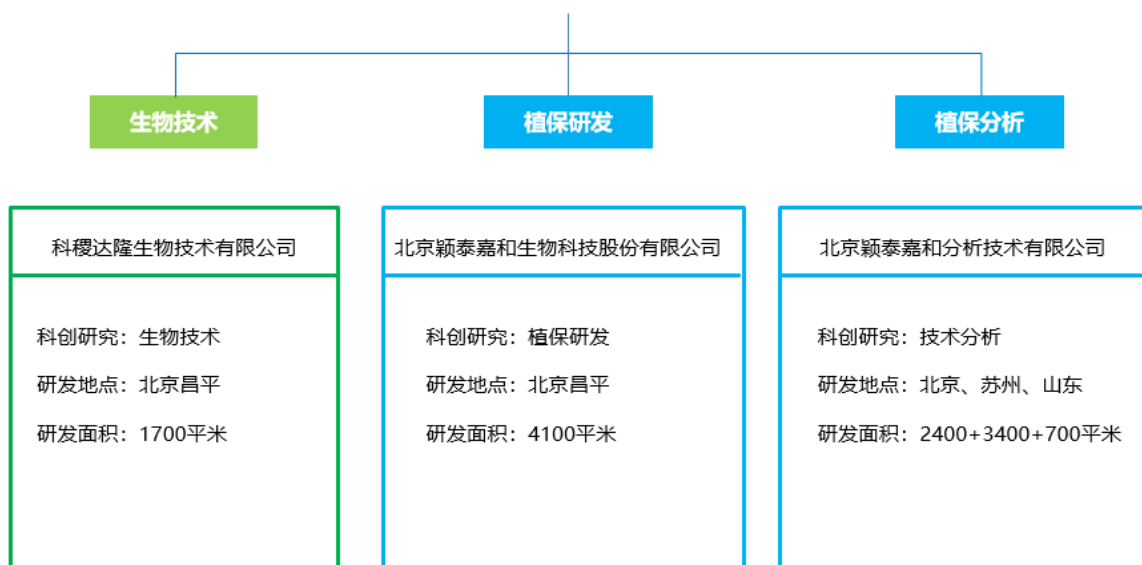 生物技术
植保研发
植保分析
科稷达隆生物技术有限公司
科创研究：生物技术
研发地点：北京昌平
研发面积：1700平米
北京颖泰嘉和生物科技股份有限公司
科创研究：植保研发
研发地点：北京昌平
研发面积：4100平米
北京颖泰嘉和分析技术有限公司
科创研究：技术分析
研发地点：北京、苏州、山东
研发面积：2400+3400+700平米